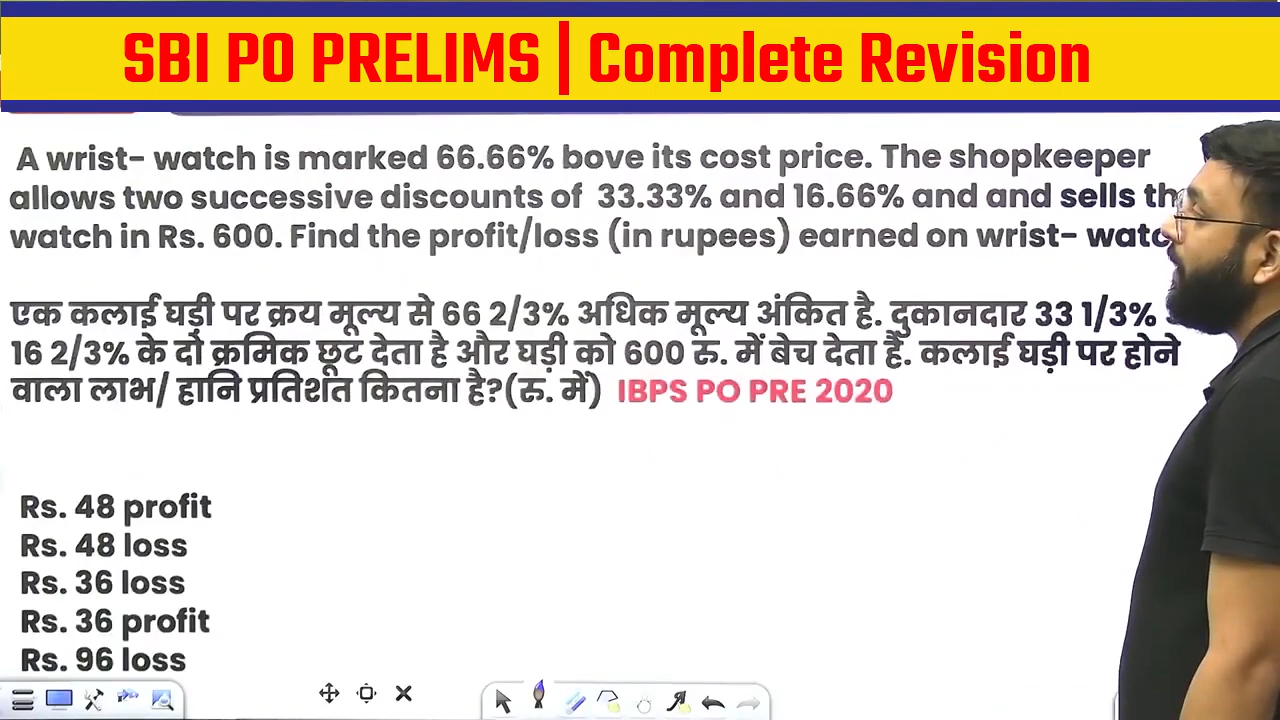 SBI PO PRELIMS | Complete Revision
A wrist- watch is marked 66.66% bove its cost price. The shopkeeper
allows two successive discounts of 33.33% and 16.66% and and sells
watch in Rs. 600. Find the profit/loss (in rupees) earned on wrist-
एक कलाई घड़ी पर क्रय मूल्य से 66 2/3% अधिक मूल्य अंकित है. दुकानदार 33 1/3%
16 2/3% के दो क्रमिक छूट देता है और घड़ी को 600 रु. में बेच देता है. कलाई घड़ी पर होने
वाला लाभ/ हानि प्रतिशत कितना है?(रु. में) IBPS PO PRE 2020
Rs. 48 profit
Rs. 48 loss
Rs. 36 loss
Rs. 36 profit
Rs. 96 loss